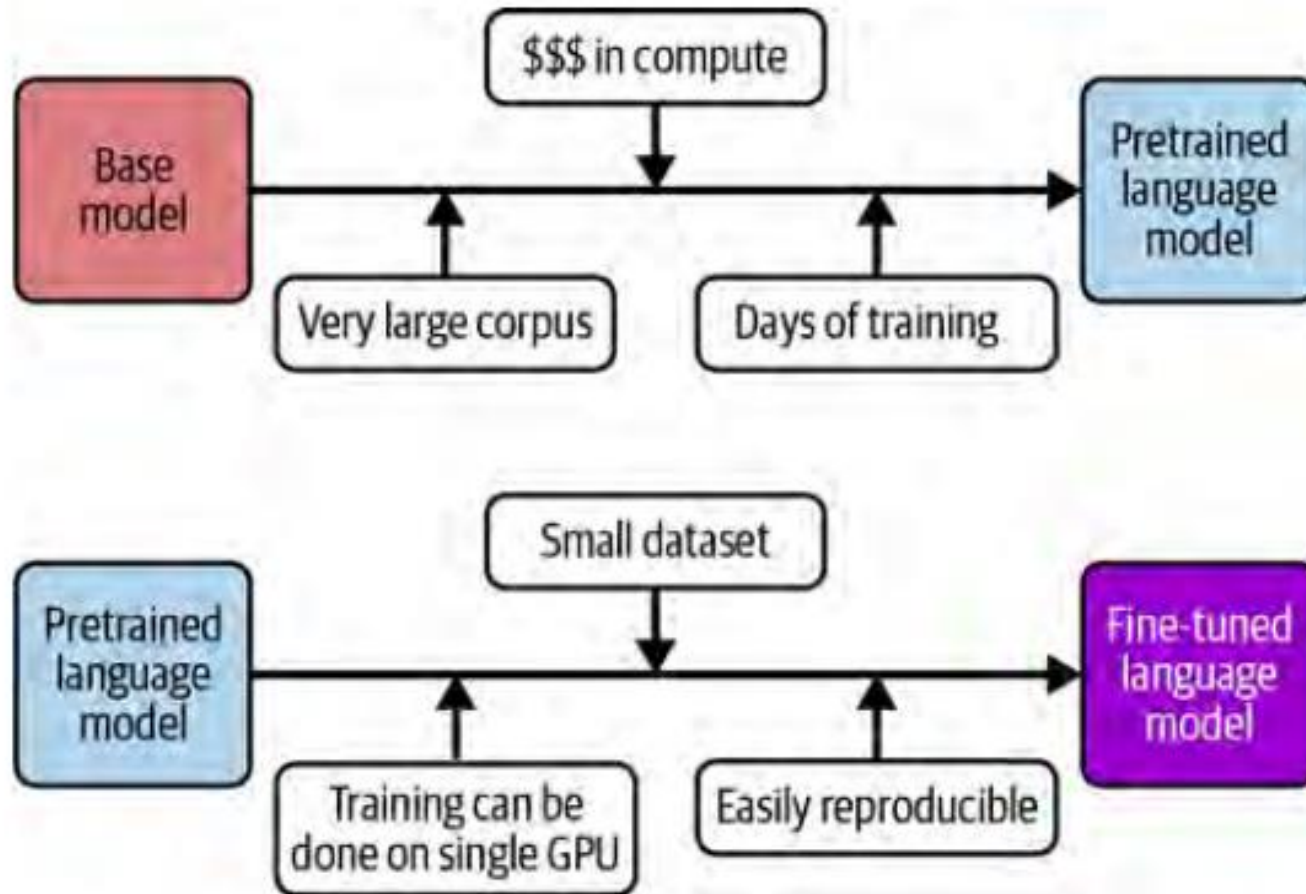 $$$ in compute
Base
model
Pretrained
language
model
Very large corpus
Days of training
Small dataset
Pretrained
language
model
Fine-tuned
language
model
Training can be
done on single GPU
Easily reproducible